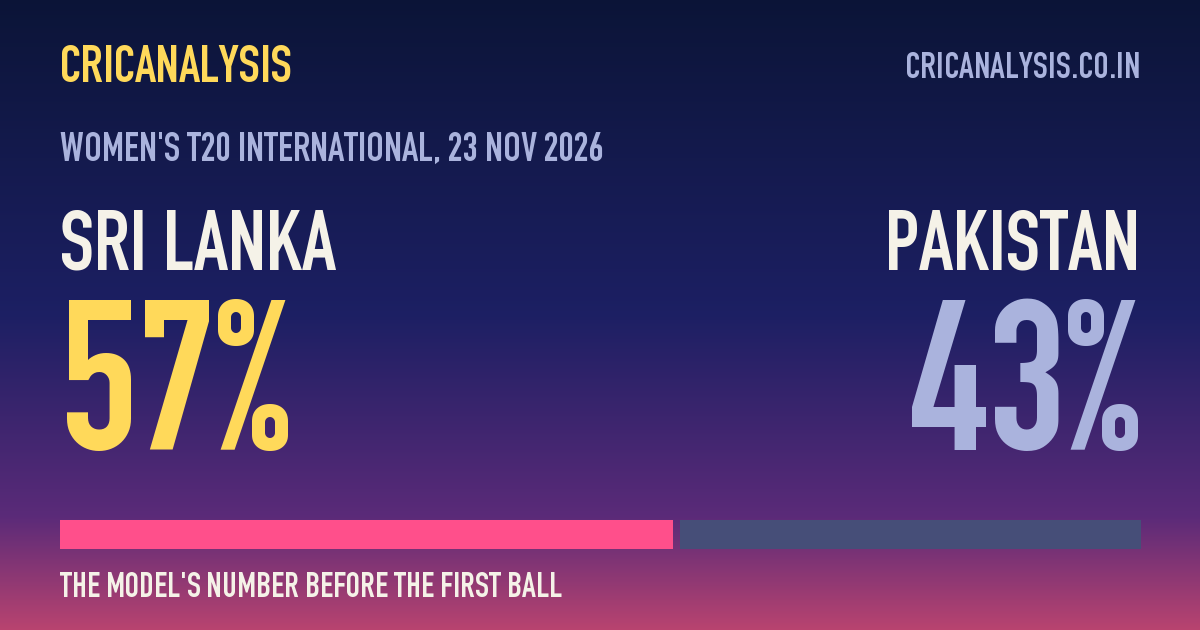 CRICANALYSIS
CRICANALYSIS.CO.IN
WOMEN'S T20 INTERNATIONAL, 23 NOV 2026
SRI LANKA
PAKISTAN
57%
43%
THE MODEL'S NUMBER BEFORE THE FIRST BALL